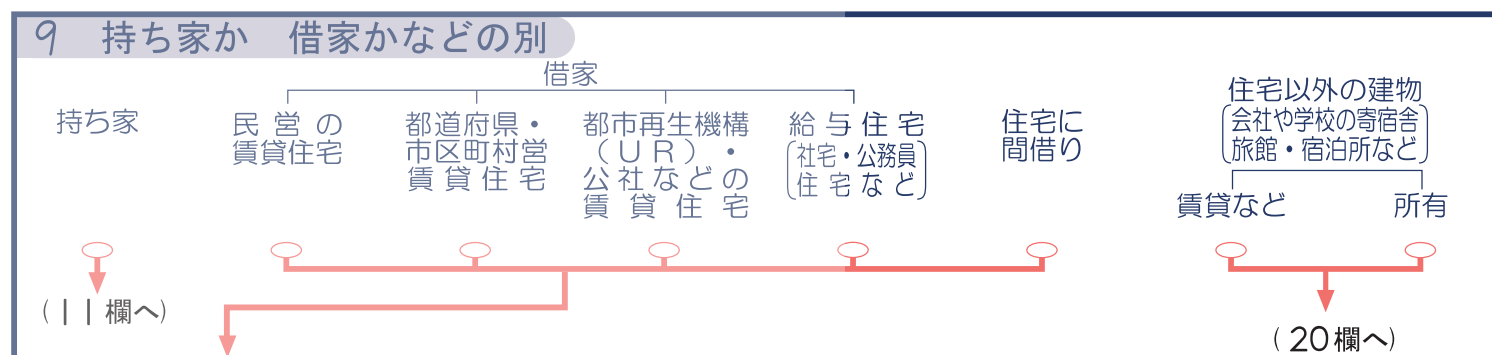 9 持ち家か 借家かなどの別
借家
持ち家
民営の
賃貸住宅
都道府県・
市区町村営
賃貸住宅
都市再生機構
（ＵＲ）・
公社などの
賃貸住宅
給与住宅
社宅・公務員
住宅など
住宅に
間借り
住宅以外の建物
会社や学校の寄宿舎
旅館・宿泊所など
賃貸など
所有
(11欄へ)
(20欄へ)